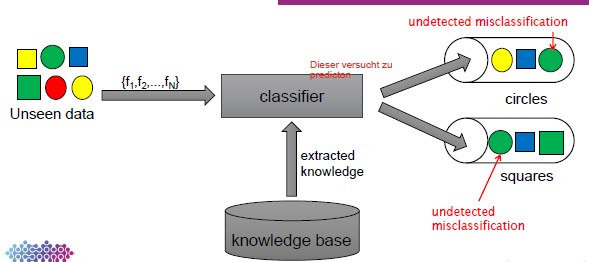 undetected misclassification
Dieser versucht zu
predicton
{f1,f2,...,fN}
Unseen data
classifier
circles
extracted
knowledge
squares
undetected
misclassification
knowledge base